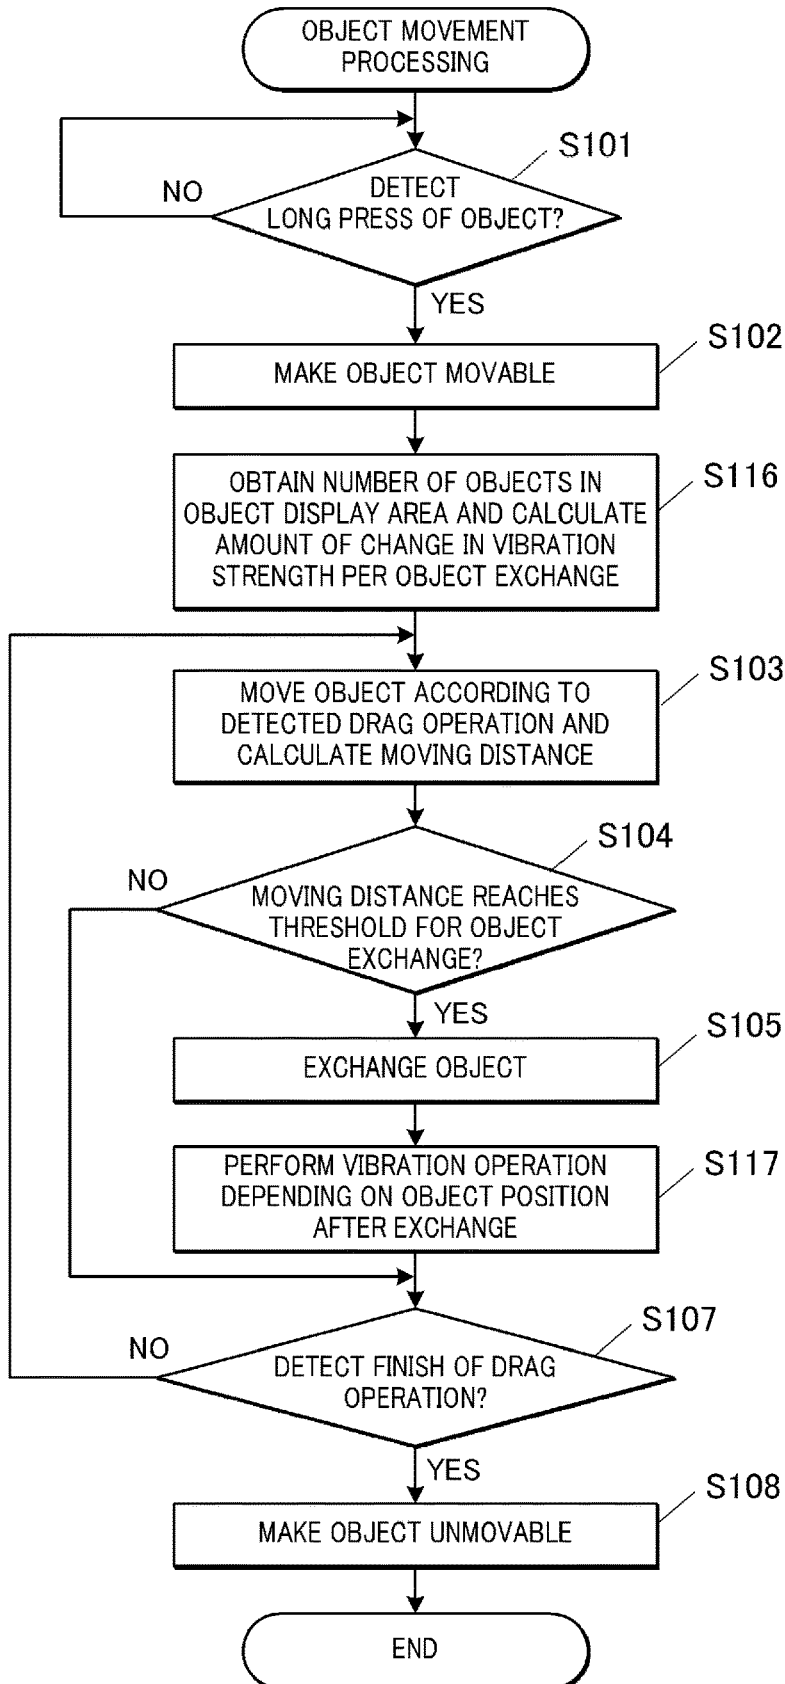 OBJECT MOVEMENT
PROCESSING
S101
NO
DETECT
LONG PRESS OF OBJECT?
YES
S102
MAKE OBJECT MOVABLE
S116
OBTAIN NUMBER OF OBJECTS IN
OBJECT DISPLAY AREA AND CALCULATE
AMOUNT OF CHANGE IN VIBRATION
STRENGTH PER OBJECT EXCHANGE
S103
MOVE OBJECT ACCORDING TO
DETECTED DRAG OPERATION AND
CALCULATE MOVING DISTANCE
S104
NO
MOVING DISTANCE REACHES
THRESHOLD FOR OBJECT
EXCHANGE?
YES
S105
EXCHANGE OBJECT
S117
PERFORM VIBRATION OPERATION
DEPENDING ON OBJECT POSITION
AFTER EXCHANGE
S107
NO
DETECT FINISH OF DRAG
OPERATION?
YES
S108
MAKE OBJECT UNMOVABLE
END